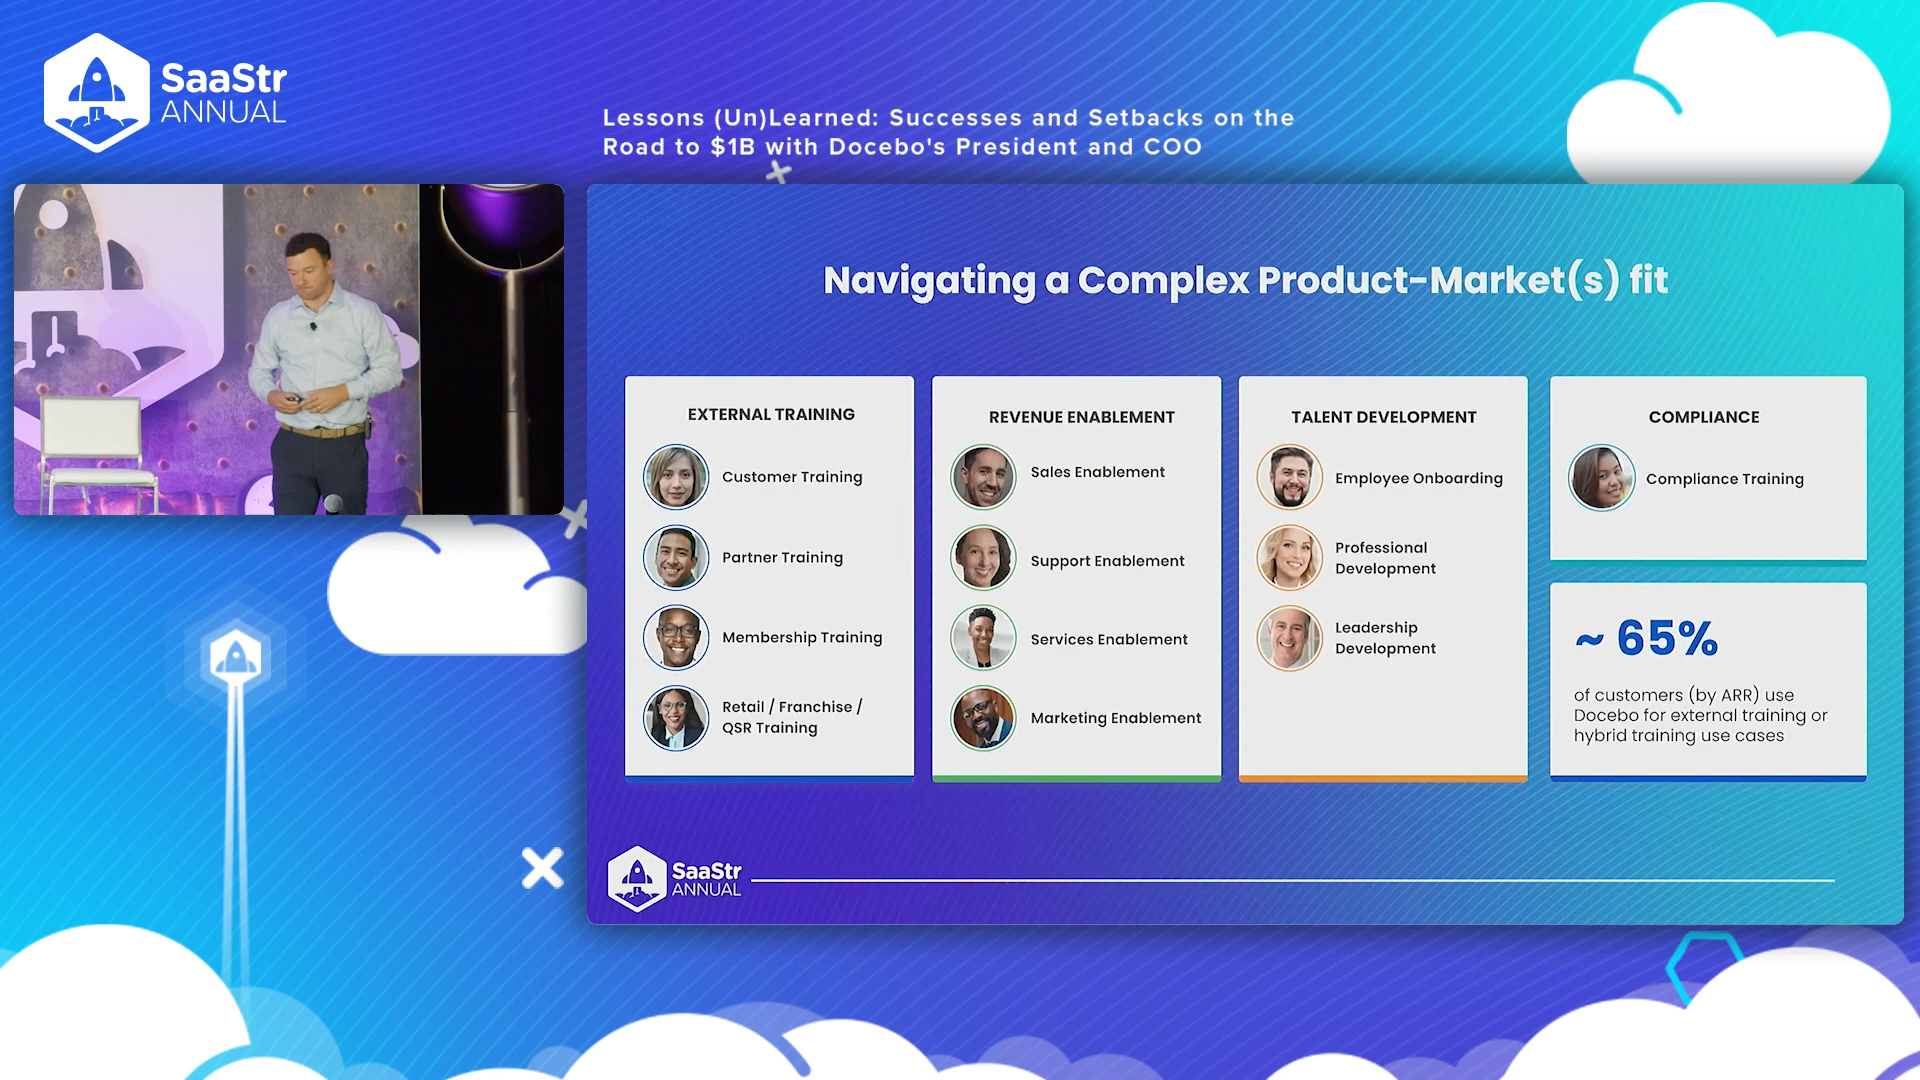 SaaStr
ANNUAL
Lessons (Un)Learned: Successes and Setbacks on the
Road to $1B with Docebo's President and COO
Navigating a Complex Product-Market(s) fit
EXTERNAL TRAINING
Customer Training
Partner Training
Membership Training
Retail / Franchise /
QSR Training
REVENUE ENABLEMENT
Sales Enablement
Support Enablement
Services Enablement
Marketing Enablement
TALENT DEVELOPMENT
Employee Onboarding
Professional
Development
Leadership
Development
COMPLIANCE
Compliance Training
~ 65%
of customers (by ARR) use
Docebo for external training or
hybrid training use cases
SaaStr
ANNUAL